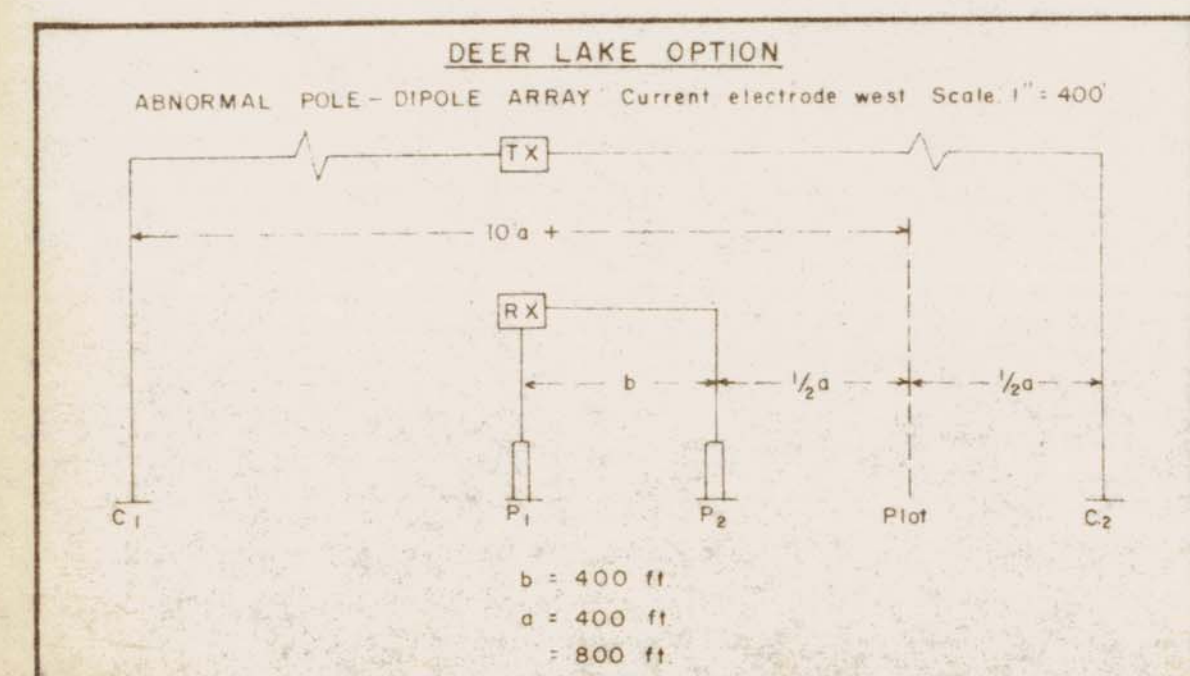 DEER LAKE OPTION
ABNORMAL POLE-DIPOLE ARRAY Current electrode west Scale 1"=400'
TX
10 a +
RX
b ½a ½a
C1 P1 P2 Plot C2
b = 400 ft.
a = 400 ft.
= 800 ft.